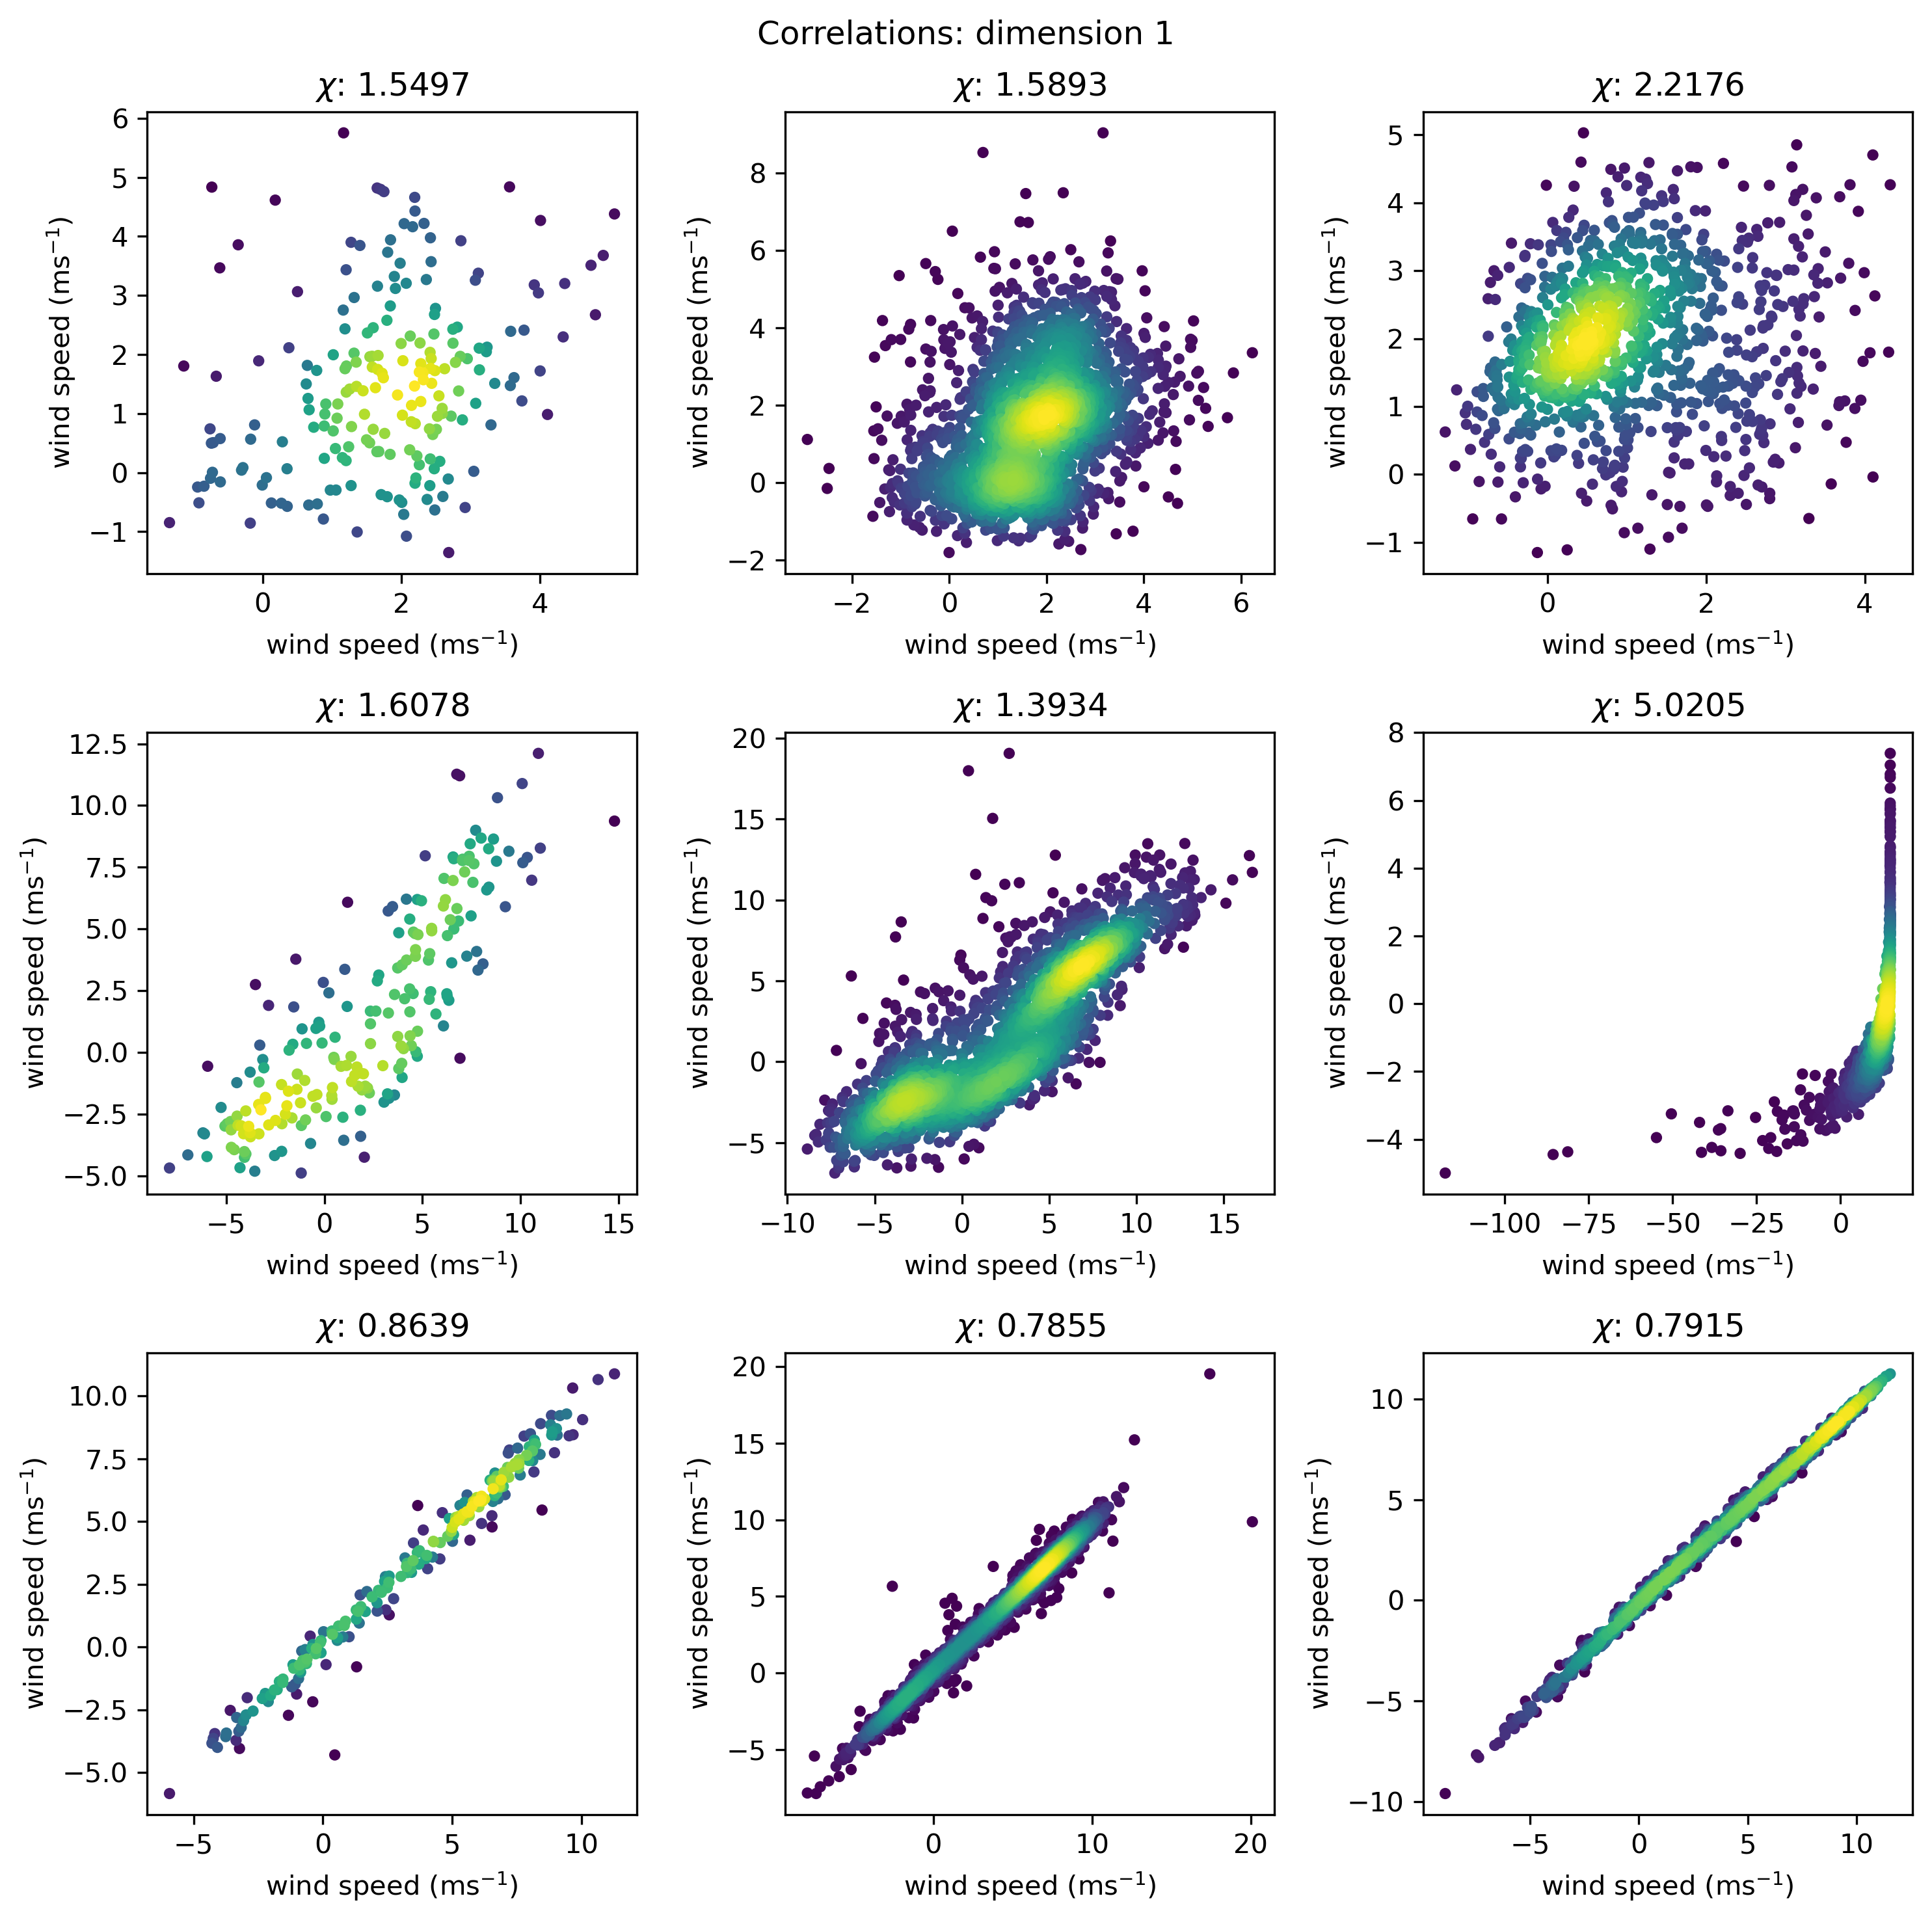 Correlations: dimension 1
χ: 1.5497
χ: 1.5893
χ: 2.2176
6
5
4
3
2
1
0
−1
wind speed (ms⁻¹)
0 2 4
wind speed (ms⁻¹)
8
6
4
2
0
−2
wind speed (ms⁻¹)
−2 0 2 4 6
wind speed (ms⁻¹)
5
4
3
2
1
0
−1
wind speed (ms⁻¹)
0 2 4
wind speed (ms⁻¹)
χ: 1.6078
χ: 1.3934
χ: 5.0205
12.5
10.0
7.5
5.0
2.5
0.0
−2.5
−5.0
wind speed (ms⁻¹)
−5 0 5 10 15
wind speed (ms⁻¹)
20
15
10
5
0
−5
wind speed (ms⁻¹)
−10 −5 0 5 10 15
wind speed (ms⁻¹)
8
6
4
2
0
−2
−4
wind speed (ms⁻¹)
−100 −75 −50 −25 0
wind speed (ms⁻¹)
χ: 0.8639
χ: 0.7855
χ: 0.7915
10.0
7.5
5.0
2.5
0.0
−2.5
−5.0
wind speed (ms⁻¹)
−5 0 5 10
wind speed (ms⁻¹)
20
15
10
5
0
−5
wind speed (ms⁻¹)
0 10 20
wind speed (ms⁻¹)
10
5
0
−5
−10
wind speed (ms⁻¹)
−5 0 5 10
wind speed (ms⁻¹)